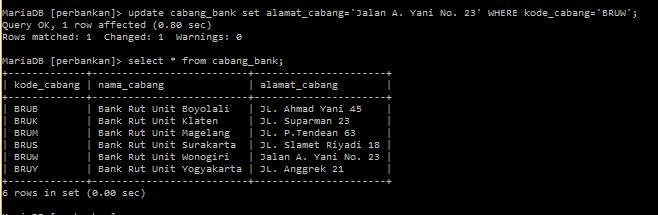 MariaDB [perbankan]> update cabang_bank set alamat_cabang='Jalan A. Yani No. 23' WHERE kode_cabang='BRUW';
Query OK, 1 row affected (0.80 sec)
Rows matched: 1  Changed: 1  Warnings: 0
MariaDB [perbankan]> select * from cabang_bank;
+-------------+--------------------------+----------------------+
| kode_cabang | nama_cabang              | alamat_cabang        |
+-------------+--------------------------+----------------------+
| BRUB        | Bank Rut Unit Boyolali   | JL. Ahmad Yani 45    |
| BRUK        | Bank Rut Unit Klaten     | JL. Suparman 23      |
| BRUM        | Bank Rut Unit Magelang   | JL. P.Tendean 63     |
| BRUS        | Bank Rut Unit Surakarta  | JL. Slamet Riyadi 18 |
| BRUW        | Bank Rut Unit Wonogiri   | Jalan A. Yani No. 23 |
| BRUY        | Bank Rut Unit Yogyakarta | JL. Anggrek 21       |
+-------------+--------------------------+----------------------+
6 rows in set (0.00 sec)